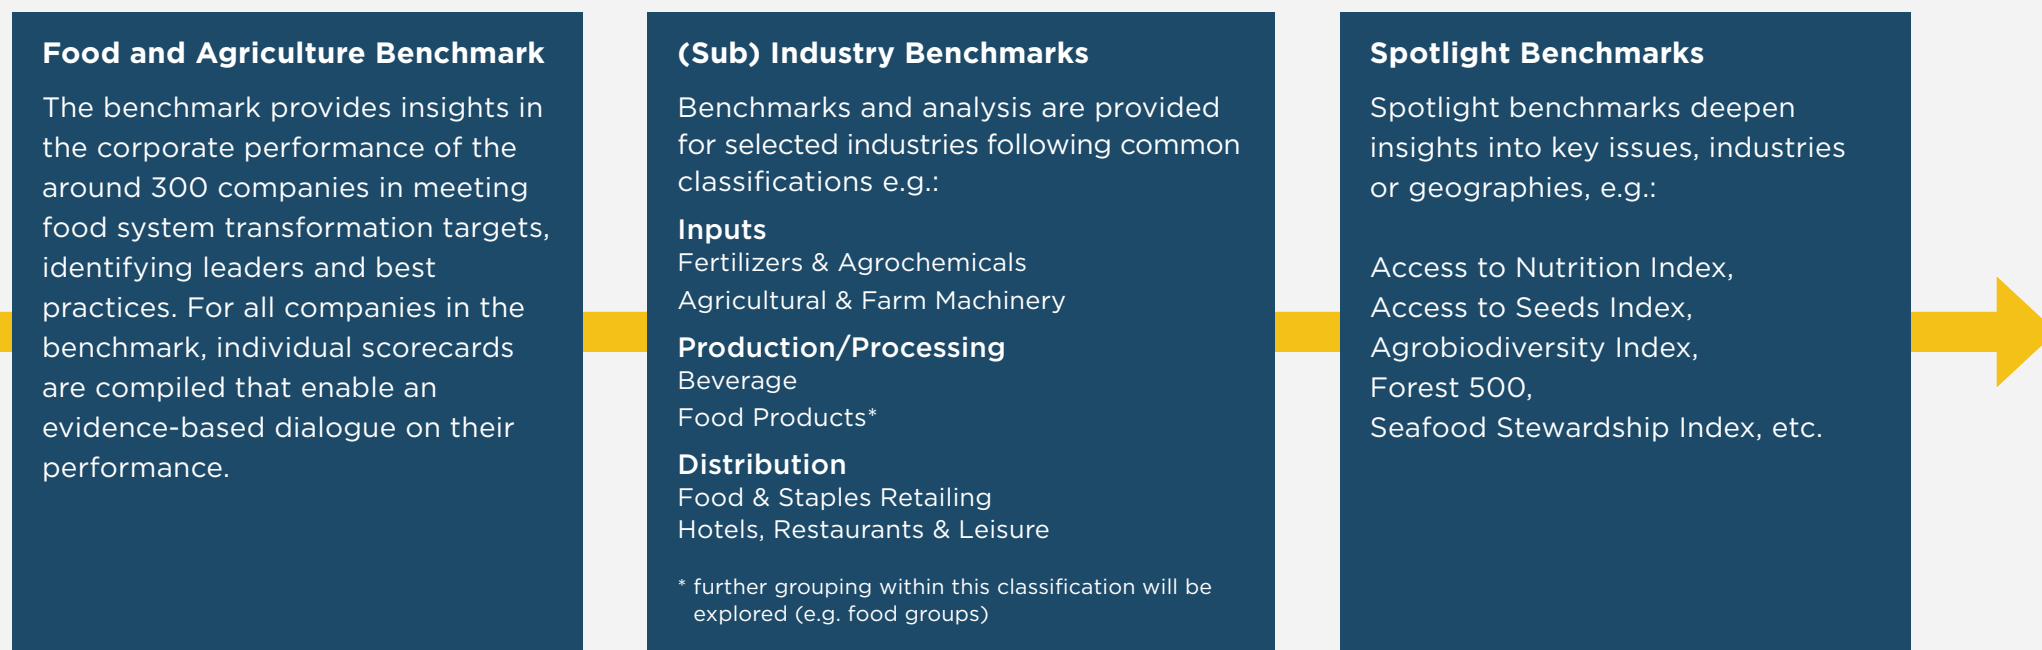 Food and Agriculture Benchmark
The benchmark provides insights in
the corporate performance of the
around 300 companies in meeting
food system transformation targets,
identifying leaders and best
practices. For all companies in the
benchmark, individual scorecards
are compiled that enable an
evidence-based dialogue on their
performance.
(Sub) Industry Benchmarks
Benchmarks and analysis are provided
for selected industries following common
classifications e.g.:
Inputs
Fertilizers & Agrochemicals
Agricultural & Farm Machinery
Production/Processing
Beverage
Food Products*
Distribution
Food & Staples Retailing
Hotels, Restaurants & Leisure
* further grouping within this classification will be
explored (e.g. food groups)
Spotlight Benchmarks
Spotlight benchmarks deepen
insights into key issues, industries
or geographies, e.g.:
Access to Nutrition Index,
Access to Seeds Index,
Agrobiodiversity Index,
Forest 500,
Seafood Stewardship Index, etc.